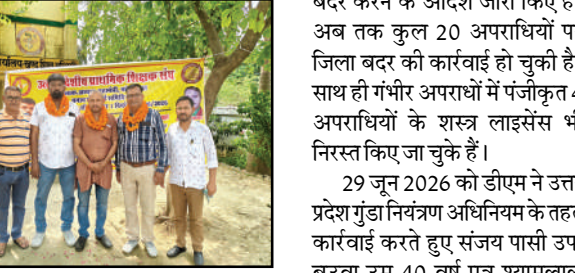 प्राथमिक शिक्षक संघ
बदर करने के आदेश जारी किए ह
अब तक कुल 20 अपराधियों प
जिला बदर की कार्रवाई हो चुकी है
साथ ही गंभीर अपराधों में पंजीकृत
अपराधियों के शस्त्र लाइसेंस भ
निरस्त किए जा चुके हैं।
29 जून 2026 को डीएम ने उत्त
प्रदेश गुंडा नियंत्रण अधिनियम के तहत
कार्रवाई करते हुए संजय पासी उप